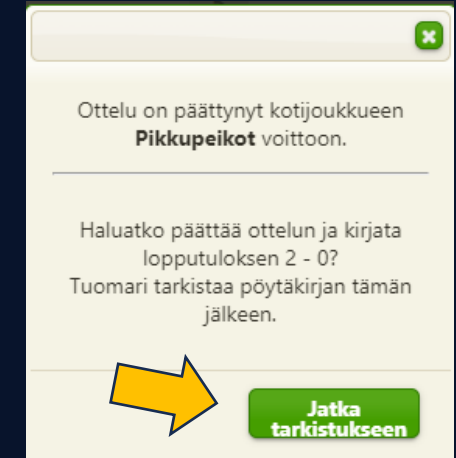 Ottelu on päättynyt kotijoukkueen
Pikkupeikot voittoon.
Haluatko päättää ottelun ja kirjata
lopputuloksen 2 - 0?
Tuomari tarkistaa pöytäkirjan tämän
jälkeen.
Jatka
tarkistukseen